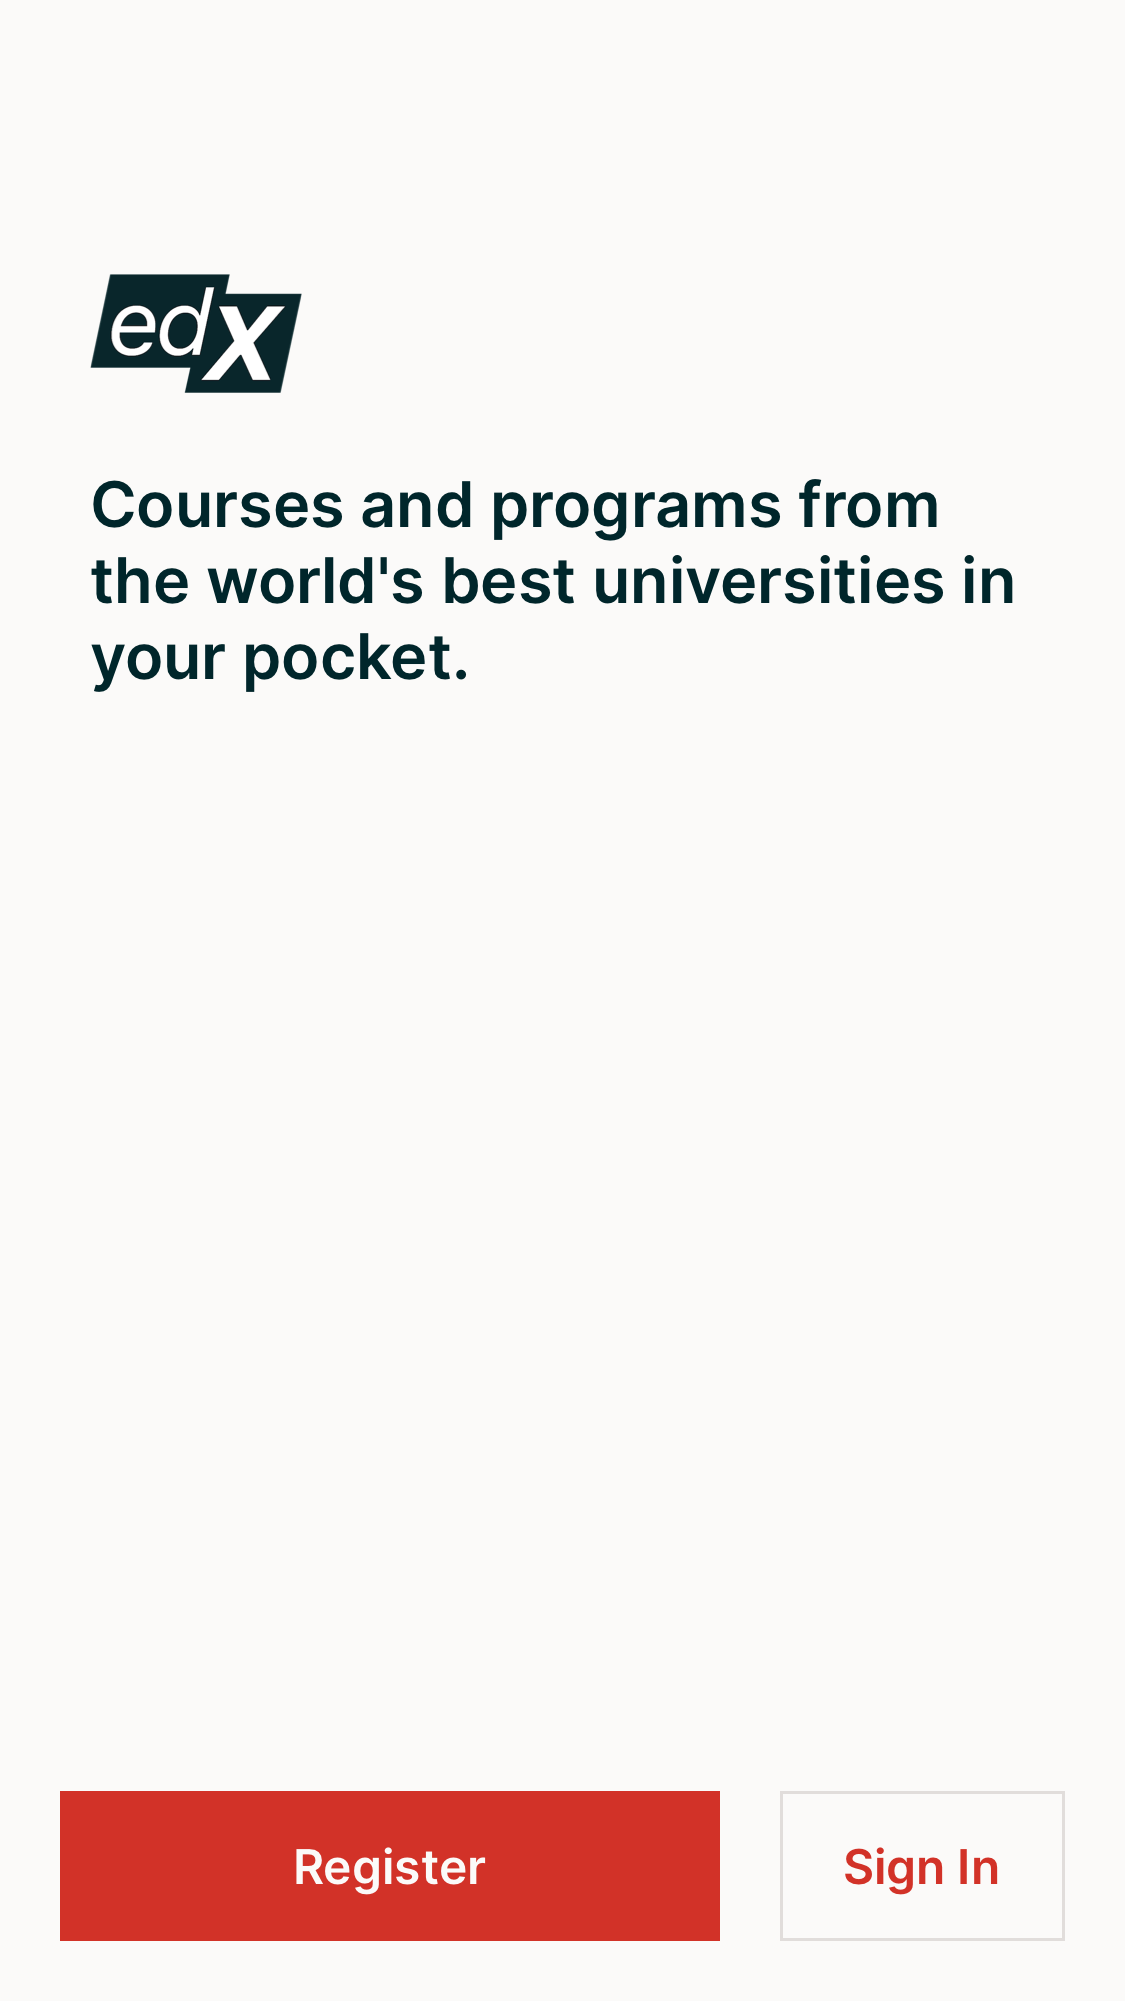 edX
Courses and programs from
the world's best universities in
your pocket.
Register
Sign In